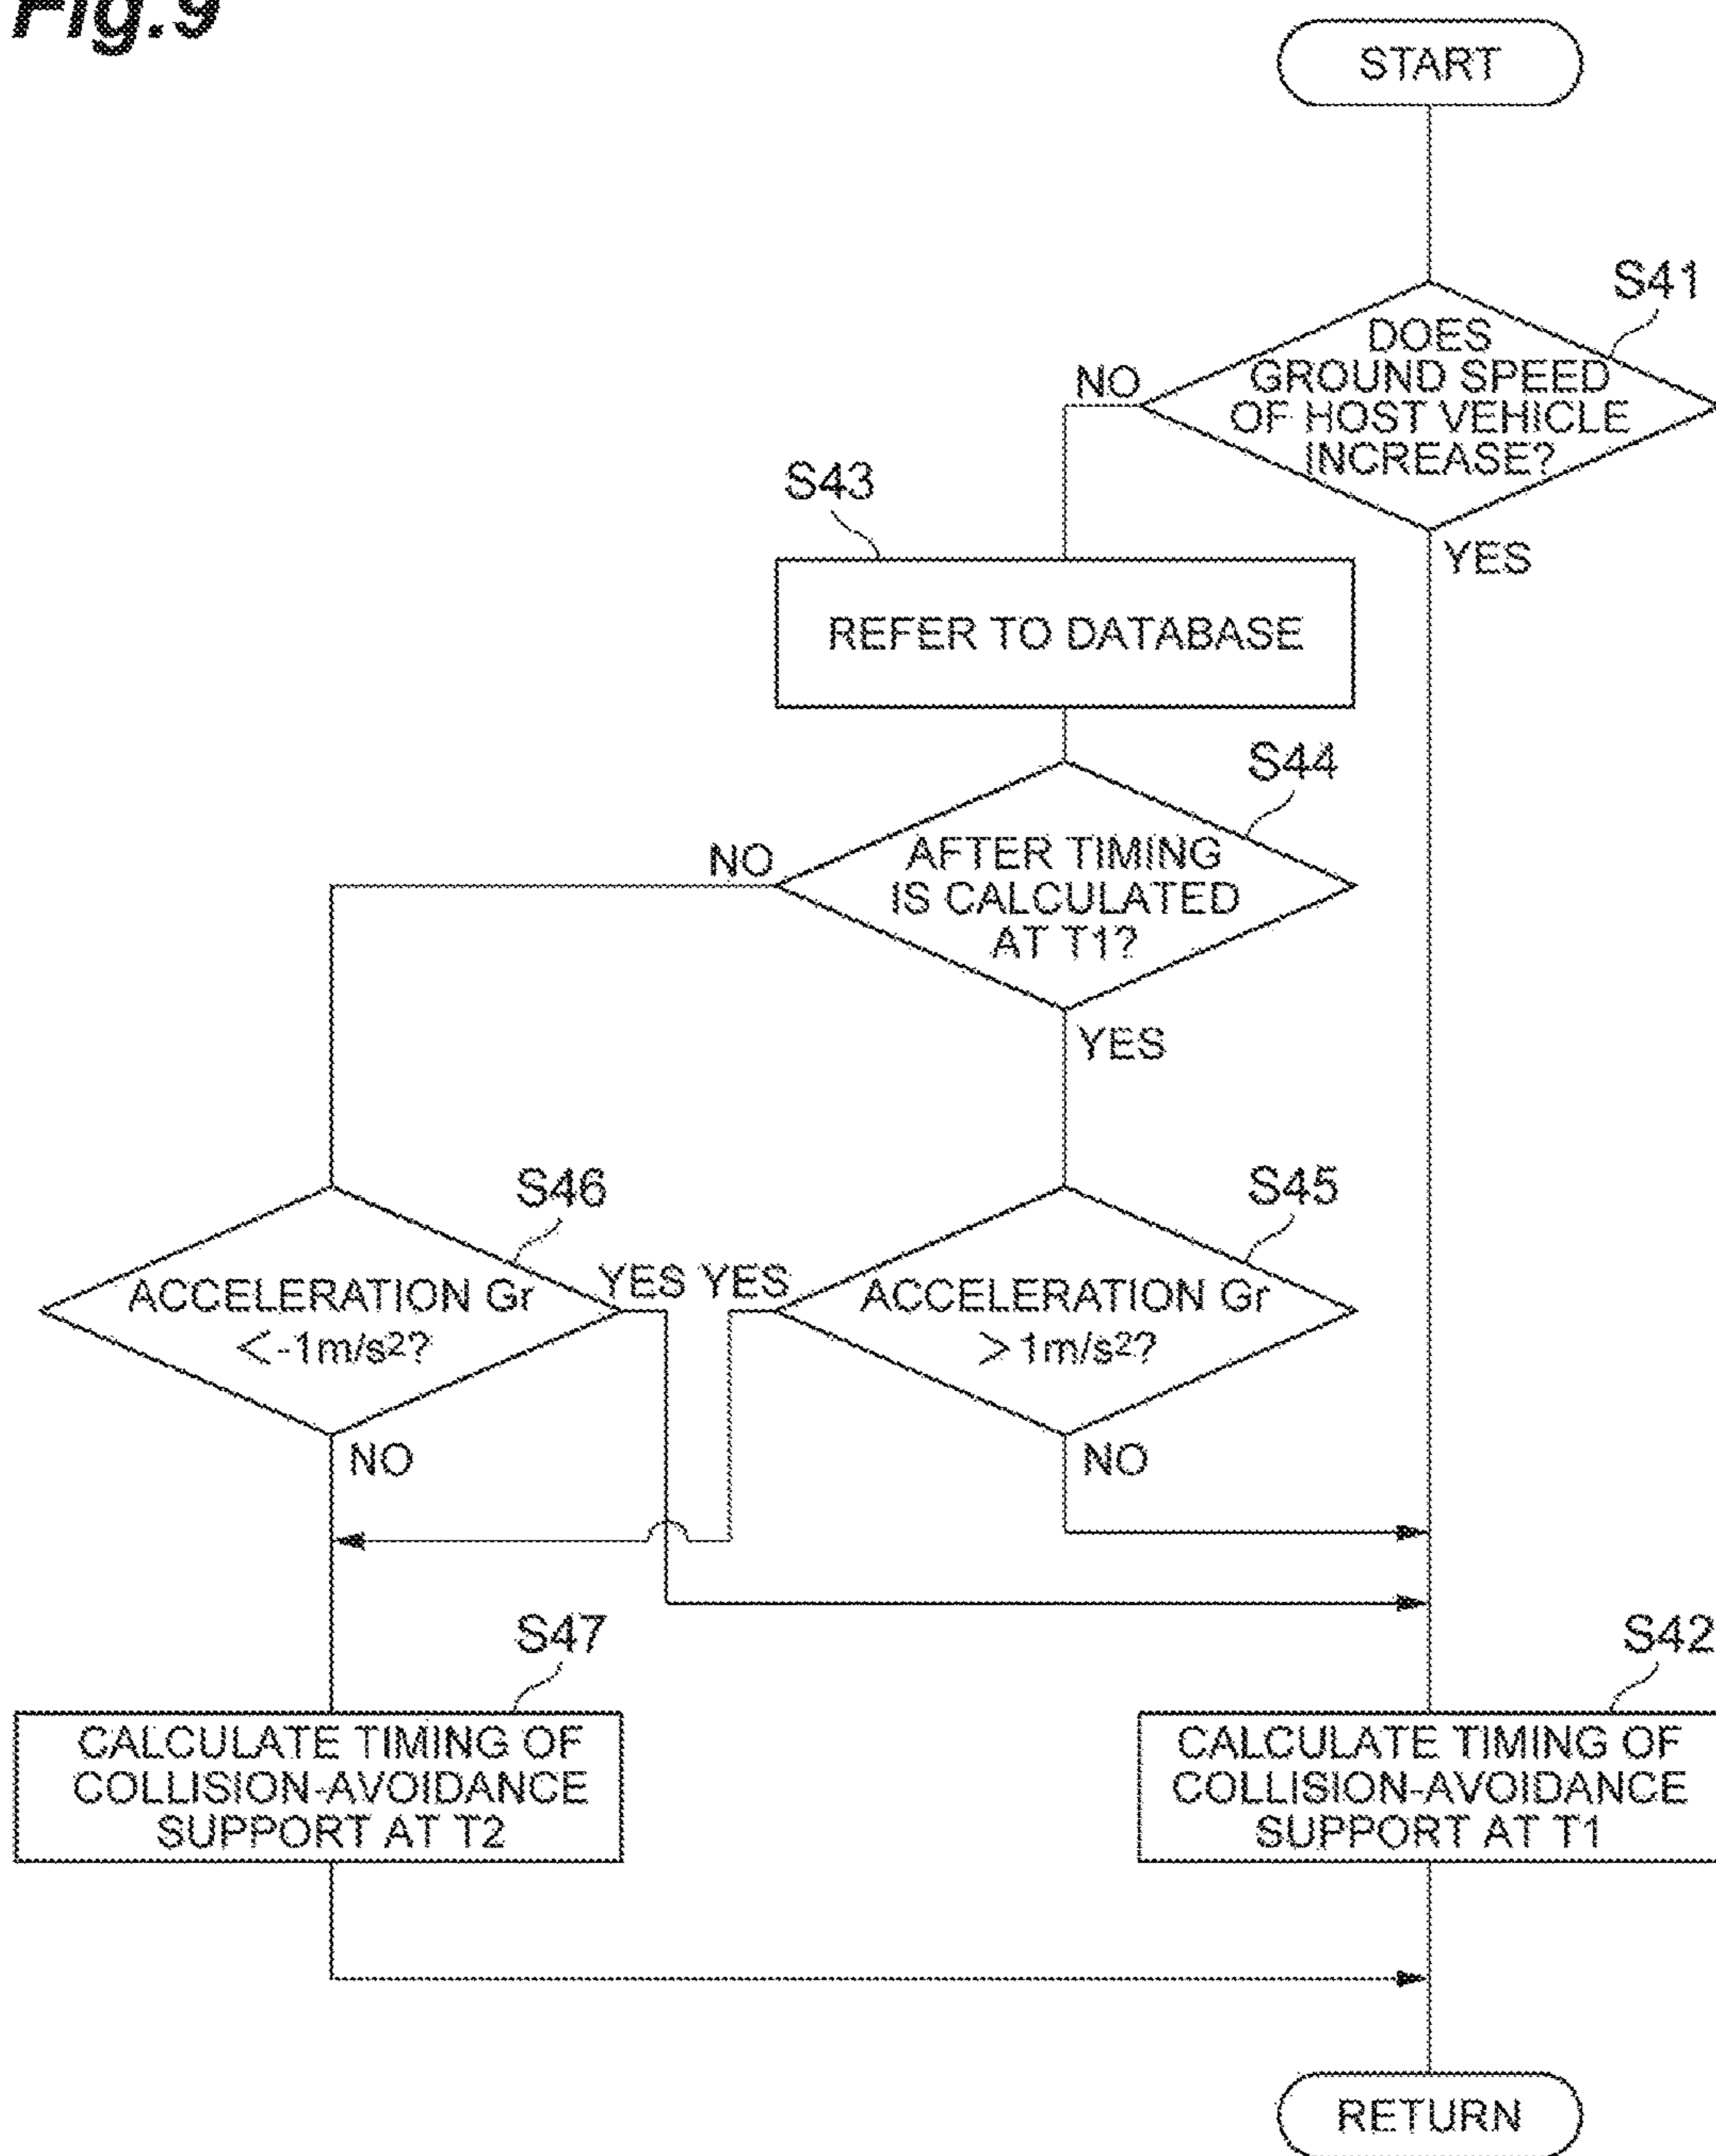 Fig.9
START
S41
DOES
GROUND SPEED
OF HOST VEHICLE
INCREASE?
NO
YES
S43
REFER TO DATABASE
S44
AFTER TIMING
IS CALCULATED
AT T1?
NO
YES
S46
ACCELERATION Gr
<-1m/s²?
YES
NO
S45
ACCELERATION Gr
>1m/s²?
YES
NO
S47
CALCULATE TIMING OF
COLLISION-AVOIDANCE
SUPPORT AT T2
S42
CALCULATE TIMING OF
COLLISION-AVOIDANCE
SUPPORT AT T1
RETURN